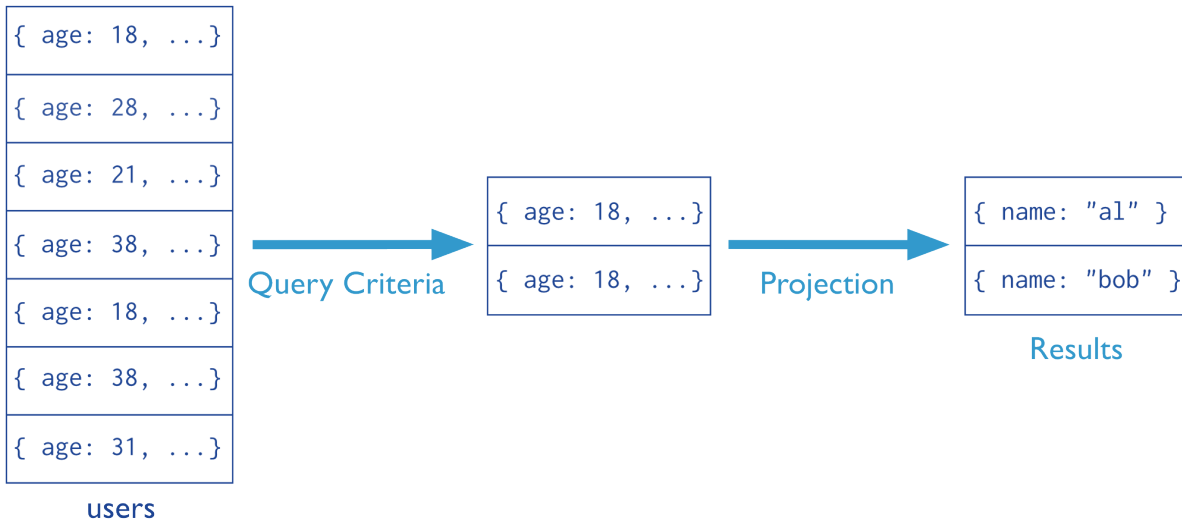 { age: 18, ...}
{ age: 28, ...}
{ age: 21, ...}
{ age: 38, ...}
{ age: 18, ...}
{ age: 38, ...}
{ age: 31, ...}
users
Query Criteria
{ age: 18, ...}
{ age: 18, ...}
Projection
{ name: "al" }
{ name: "bob" }
Results